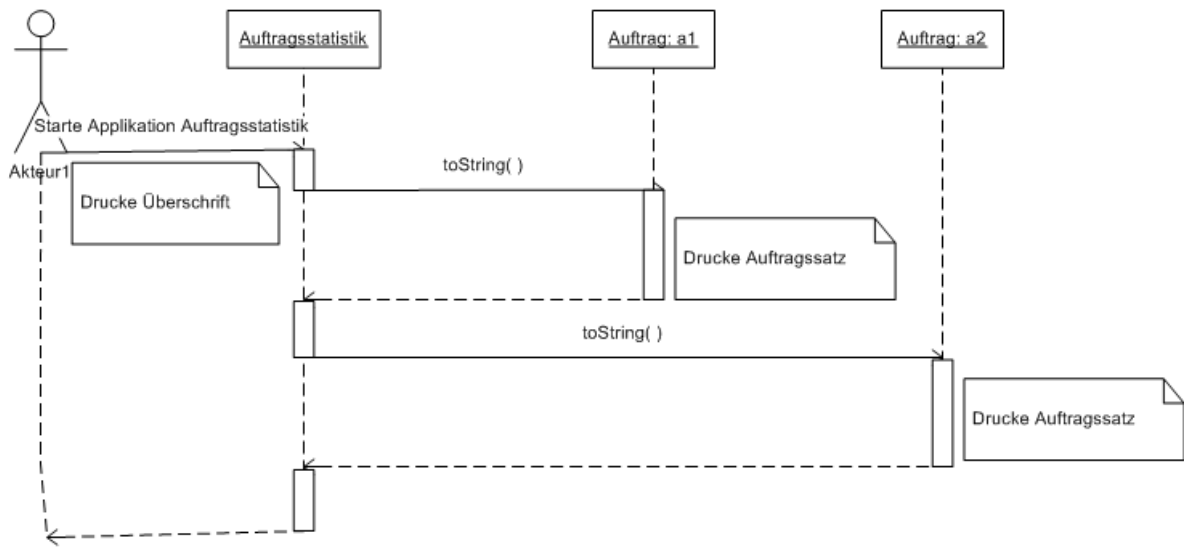 Auftragsstatistik
Auftrag: a1
Auftrag: a2
Starte Applikation Auftragsstatistik
Akteur1
toString( )
Drucke Überschrift
Drucke Auftragssatz
toString( )
Drucke Auftragssatz